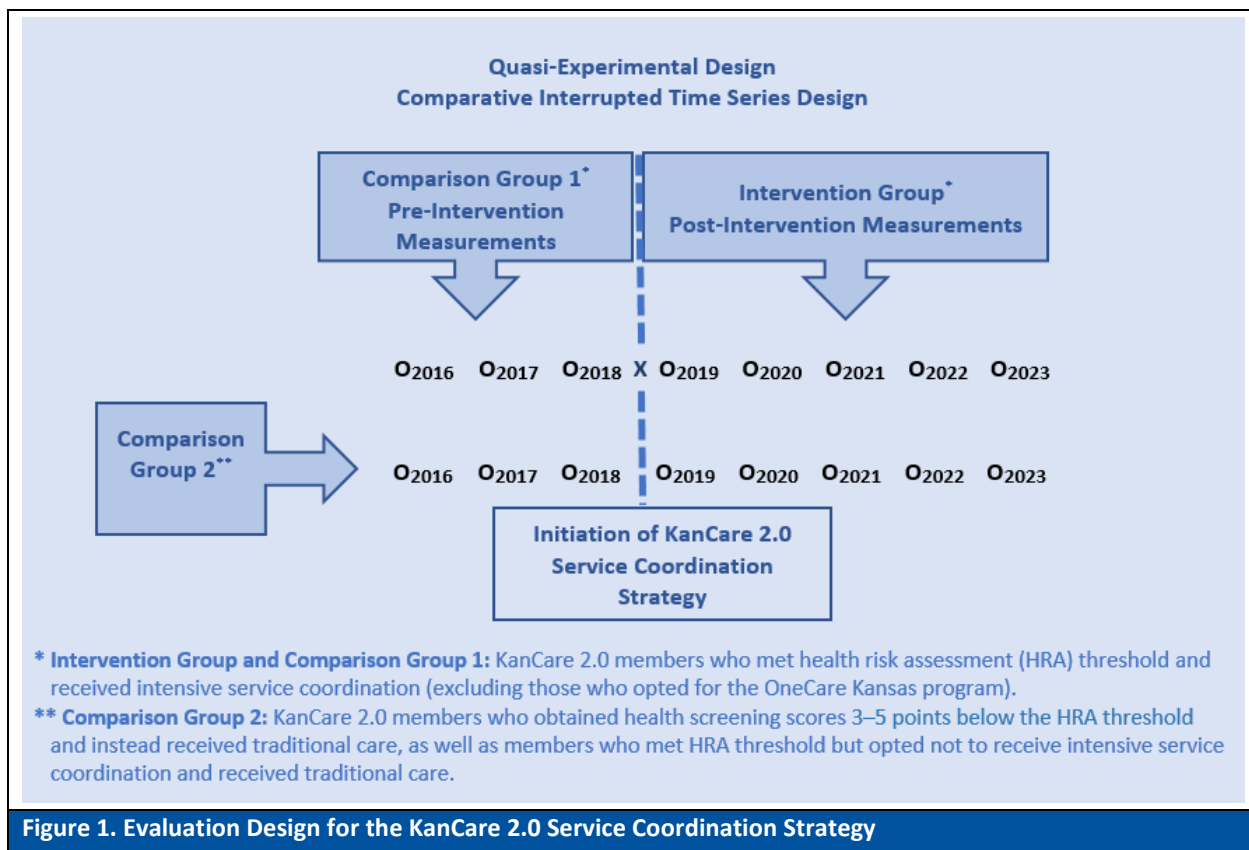 Quasi-Experimental Design
Comparative Interrupted Time Series Design
Comparison Group 1*
Pre-Intervention
Measurements
Intervention Group*
Post-Intervention Measurements
O2016 O2017 O2018 X O2019 O2020 O2021 O2022 O2023
Comparison
Group 2**
O2016 O2017 O2018 O2019 O2020 O2021 O2022 O2023
Initiation of KanCare 2.0
Service Coordination
Strategy
* Intervention Group and Comparison Group 1: KanCare 2.0 members who met health risk assessment (HRA) threshold and
received intensive service coordination (excluding those who opted for the OneCare Kansas program).
** Comparison Group 2: KanCare 2.0 members who obtained health screening scores 3–5 points below the HRA threshold
and instead received traditional care, as well as members who met HRA threshold but opted not to receive intensive service
coordination and received traditional care.
Figure 1. Evaluation Design for the KanCare 2.0 Service Coordination Strategy